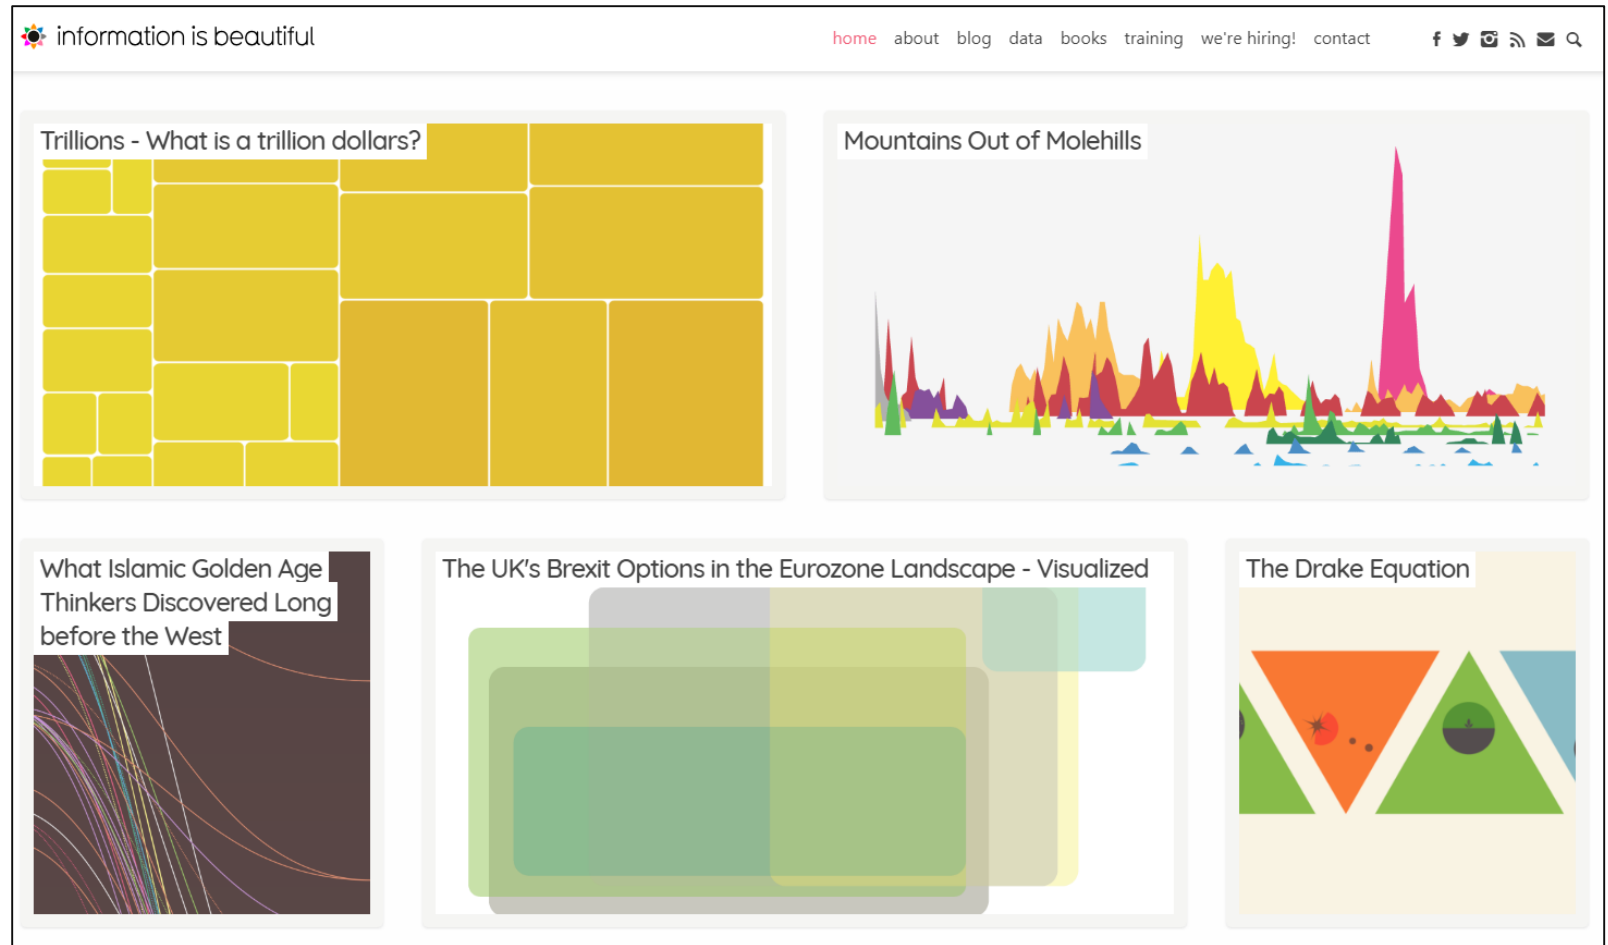 information is beautiful
home about blog data books training we're hiring! contact
Trillions - What is a trillion dollars?
Mountains Out of Molehills
What Islamic Golden Age
Thinkers Discovered Long
before the West
The UK's Brexit Options in the Eurozone Landscape - Visualized
The Drake Equation